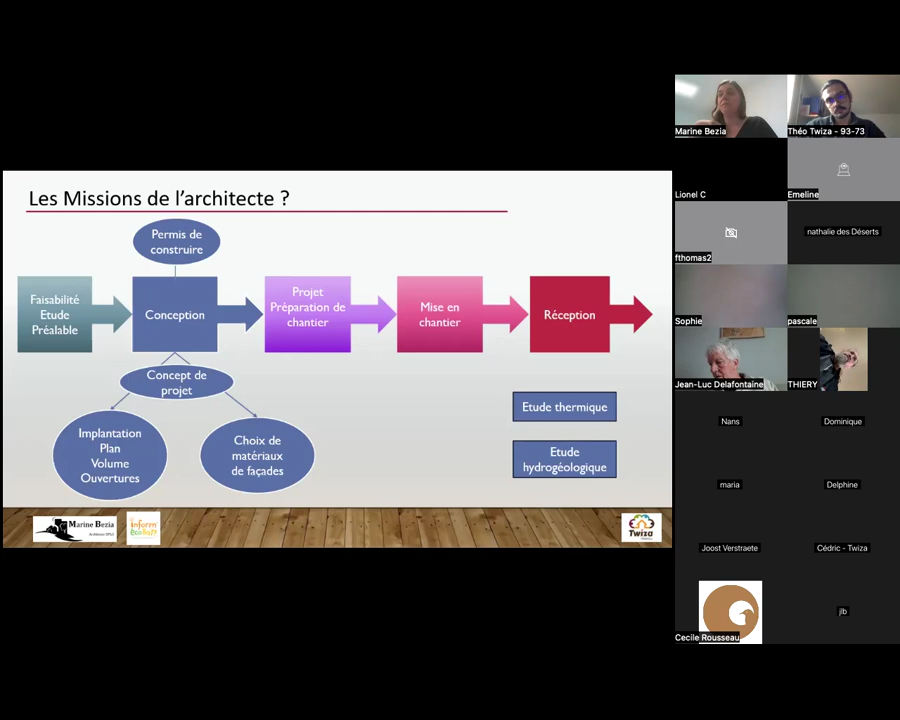 Les Missions de l'architecte ?
Permis de
construire
Faisabilité
Etude
Préalable
Conception
Projet
Préparation de
chantier
Mise en
chantier
Réception
Concept de
projet
Implantation
Plan
Volume
Ouvertures
Choix de
matériaux
de façades
Etude thermique
Etude
hydrogéologique
Marine Bezia
inform'
Twiza
Marine Bezia
Théo Twiza - 93-73
Lionel C
Emeline
fthomas2
nathalie des Déserts
Sophie
pascale
Jean-Luc Delafontaine
THIERY
Nans
Dominique
maria
Delphine
Joost Verstraete
Cédric - Twiza
Cecile Rousseau
jlb